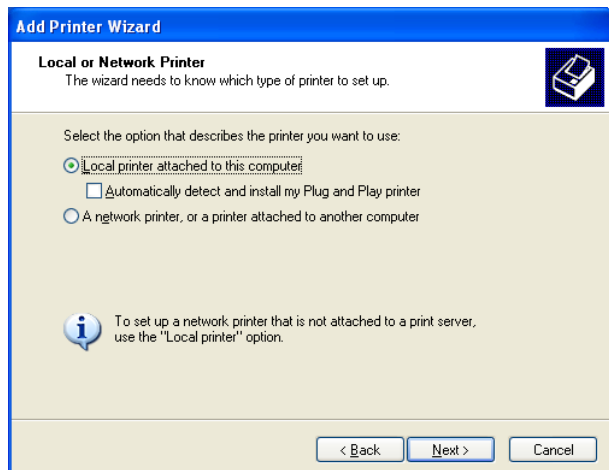 Add Printer Wizard
Local or Network Printer
The wizard needs to know which type of printer to set up.
Select the option that describes the printer you want to use:
Local printer attached to this computer
Automatically detect and install my Plug and Play printer
A network printer, or a printer attached to another computer
To set up a network printer that is not attached to a print server,
use the "Local printer" option.
< Back
Next >
Cancel